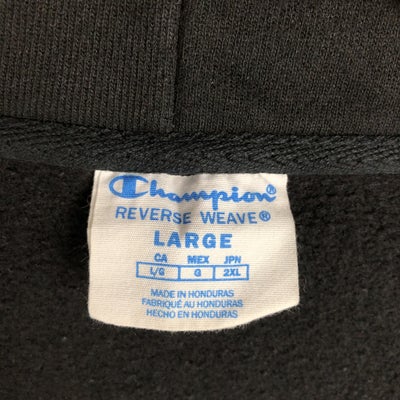 Champion
REVERSE WEAVE®
LARGE
CA MEX JPN
L/G G 2XL
MADE IN HONDURAS
FABRIQUÉ AU HONDURAS
HECHO EN HONDURAS